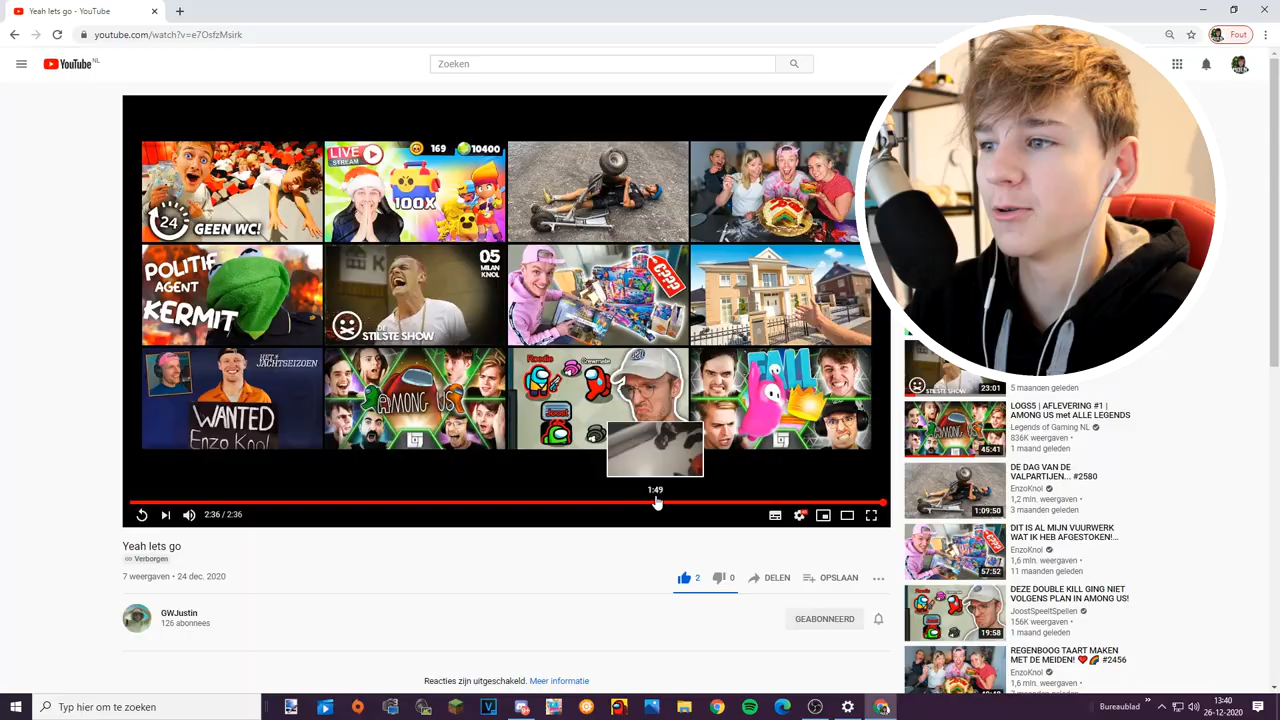 Yeah lets go - YouTube
youtube.com/watch?v=e7OsfzMsirk
Fout
YouTube NL
Zoeken
24
GEEN WC!
LIVE
STREAM
169
10400
100X
POLITIE
AGENT
KERMIT
05
MILAN
KNOL
DE
STILSTE SHOW
€???
HET JACHTSEIZOEN
WANTED
Enzo Knol
AMONG US
Roodie
Crewmade
Joost
FALL
1:49
2:36 / 2:36
Yeah lets go
Verborgen
7 weergaven • 24 dec. 2020
2
0
DELEN
OPSLAAN
GWJustin
126 abonnees
GEABONNEERD
Reacties zijn uitgeschakeld. Meer informatie
STILSTE SHOW
23:01
5 maanden geleden
AMONG US
45:41
LOGS5 | AFLEVERING #1 |
AMONG US met ALLE LEGENDS
Legends of Gaming NL
836K weergaven •
1 maand geleden
1:09:50
DE DAG VAN DE
VALPARTIJEN... #2580
EnzoKnol
1,2 mln. weergaven •
3 maanden geleden
57:52
DIT IS AL MIJN VUURWERK
WAT IK HEB AFGESTOKEN!...
EnzoKnol
1,6 mln. weergaven •
11 maanden geleden
19:58
DEZE DOUBLE KILL GING NIET
VOLGENS PLAN IN AMONG US!
JoostSpeeltSpellen
156K weergaven •
1 maand geleden
REGENBOOG TAART MAKEN
MET DE MEIDEN! ❤️🌈 #2456
EnzoKnol
1,6 mln. weergaven •
Typ hier om te zoeken
Bureaublad
13:40
26-12-2020